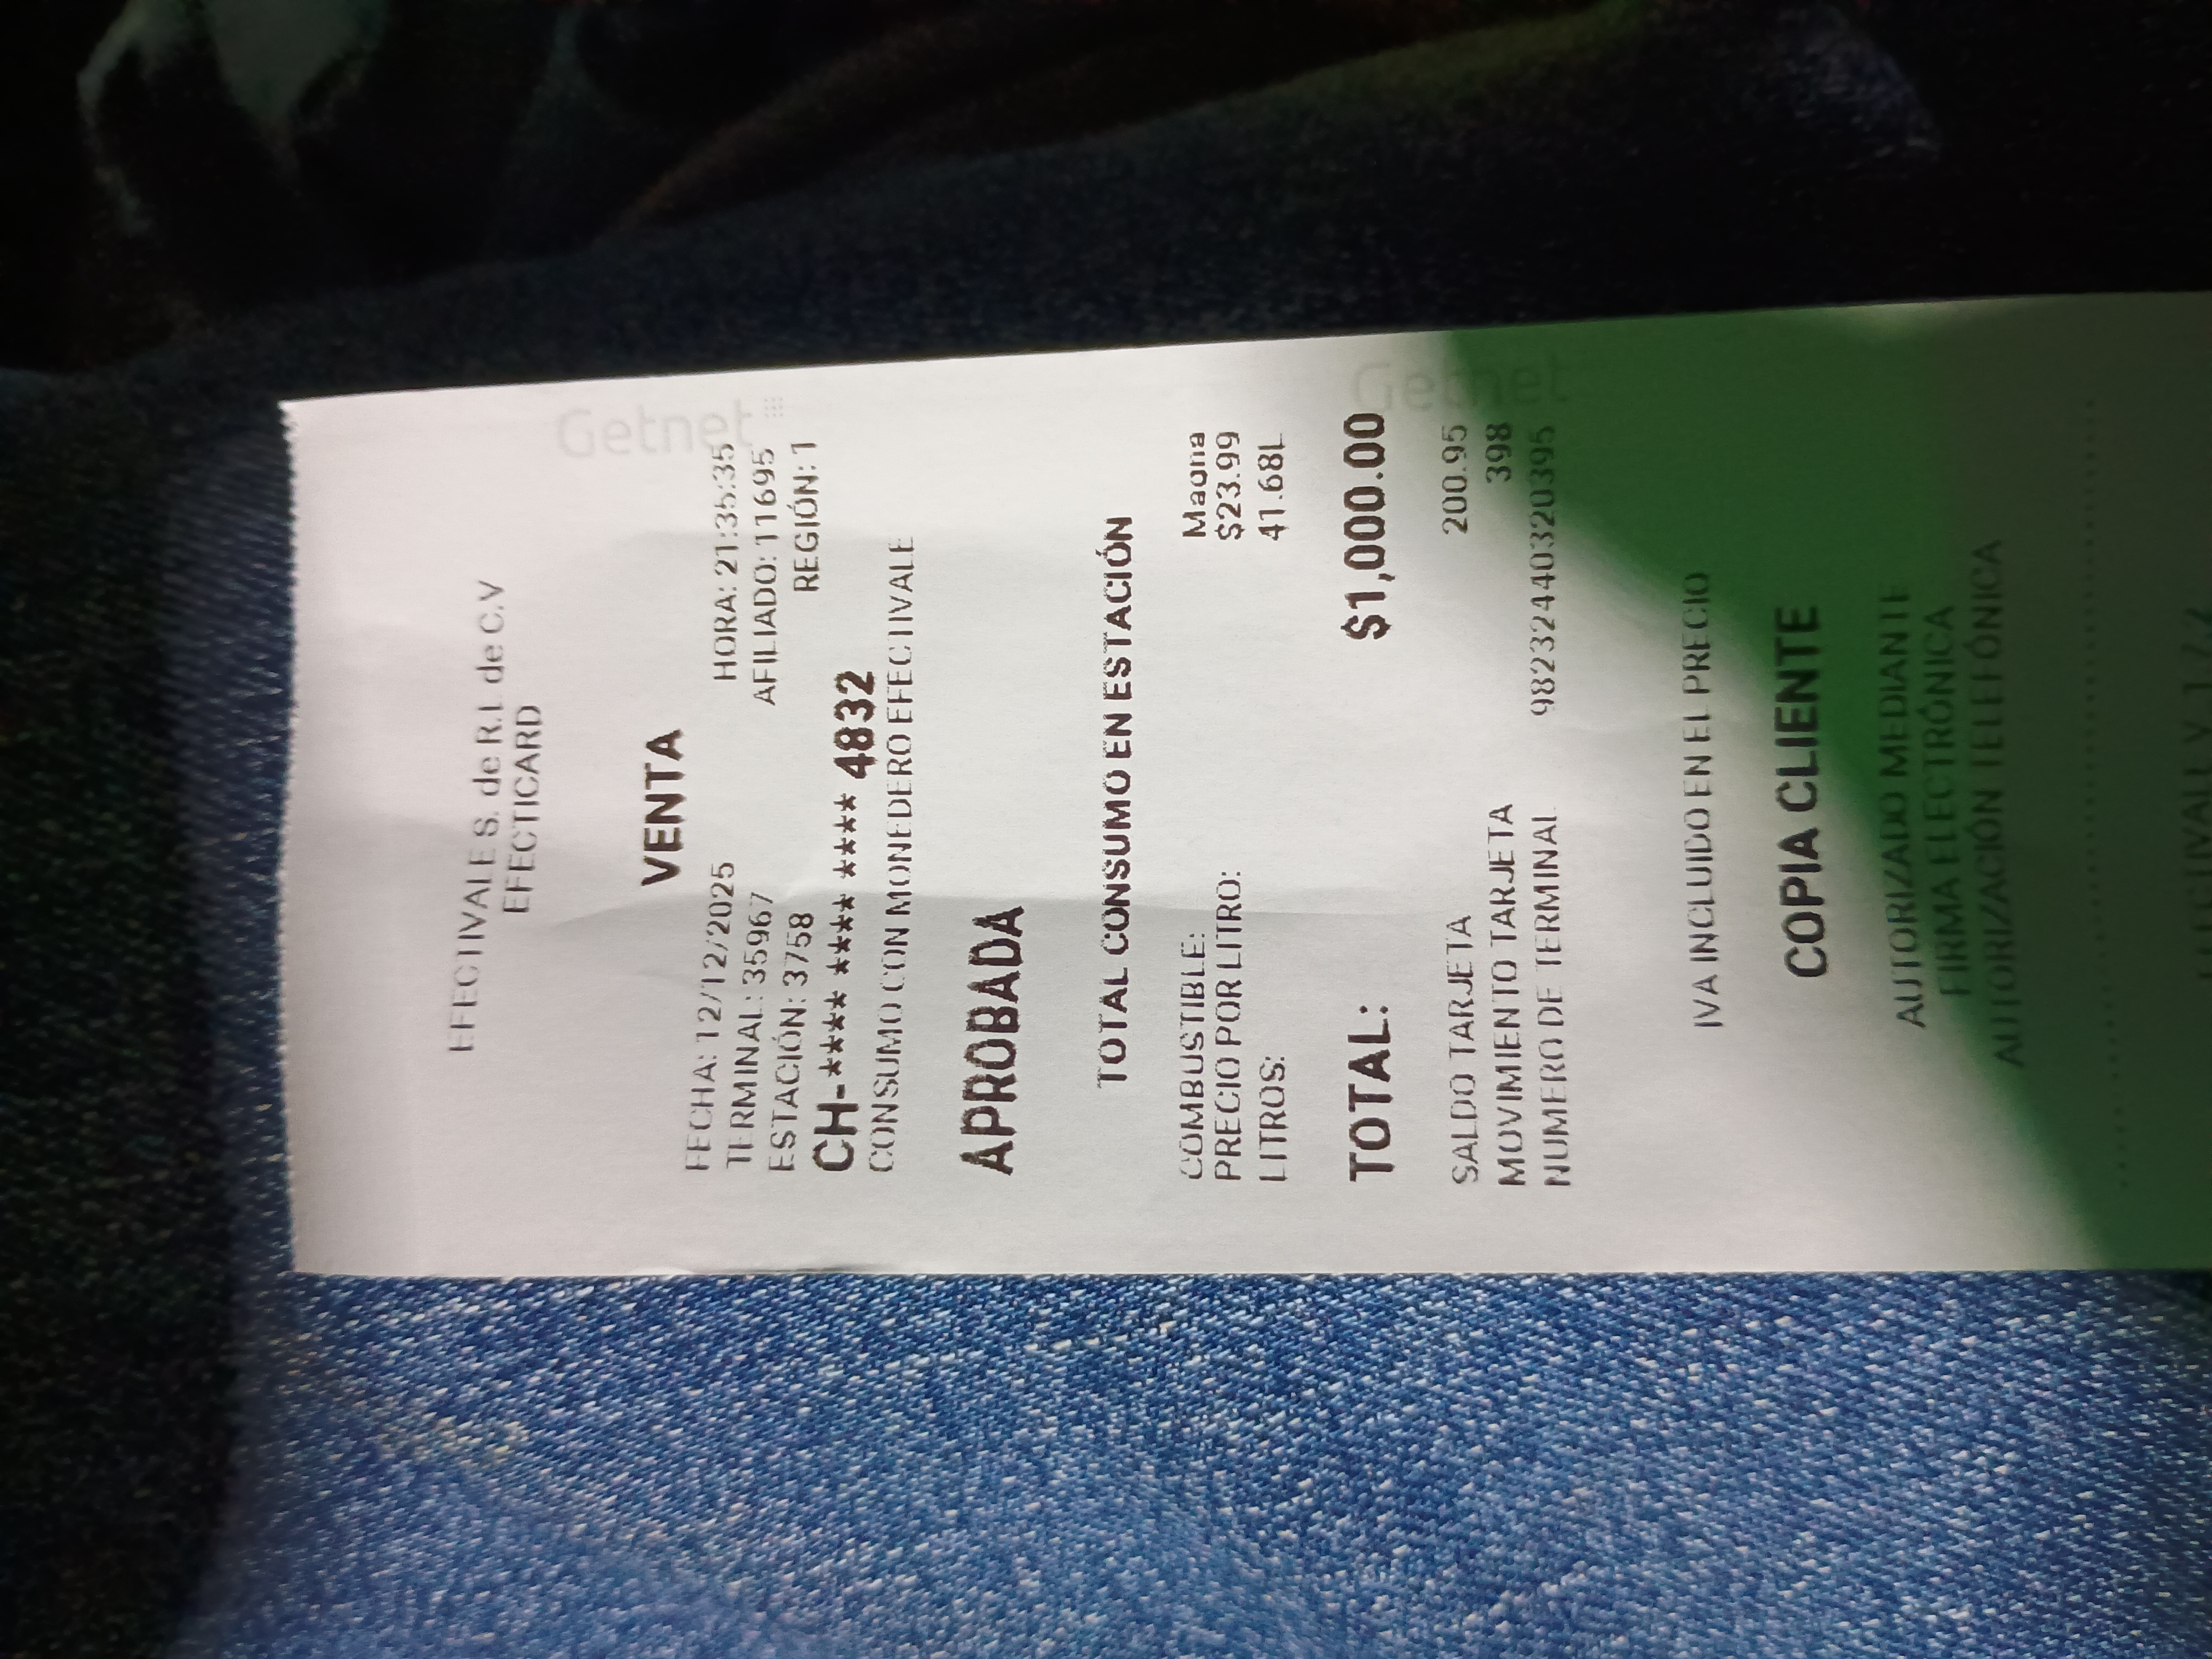 EFECTIVALE S. de R.L. de C.V
EFECTICARD
Getnet
VENTA
FECHA: 12/12/2025 HORA: 21:35:35
TERMINAL: 35967 AFILIADO: 11695
ESTACIÓN: 3758 REGIÓN: 1
CH-**** **** **** 4832
CONSUMO CON MONEDERO EFECTIVALE
APROBADA
TOTAL CONSUMO EN ESTACIÓN
COMBUSTIBLE: Magna
PRECIO POR LITRO: $23.99
LITROS: 41.68L
Getnet
TOTAL: $1,000.00
SALDO TARJETA 200.95
MOVIMIENTO TARJETA 398
NUMERO DE TERMINAL 9823244032039​5
IVA INCLUIDO EN EL PRECIO
COPIA CLIENTE
AUTORIZADO MEDIANTE
FIRMA ELECTRÓNICA
AUTORIZACIÓN TELEFÓNICA